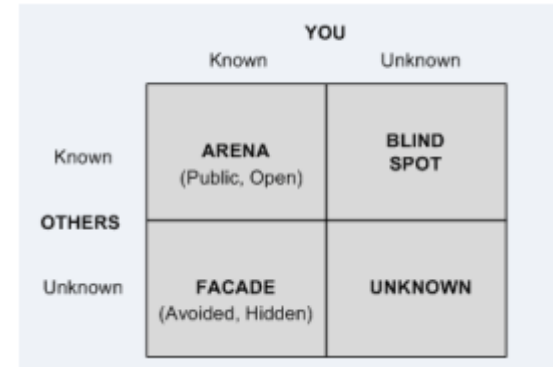 YOU
Known Unknown
Known
ARENA
(Public, Open)
BLIND
SPOT
OTHERS
Unknown
FACADE
(Avoided, Hidden)
UNKNOWN